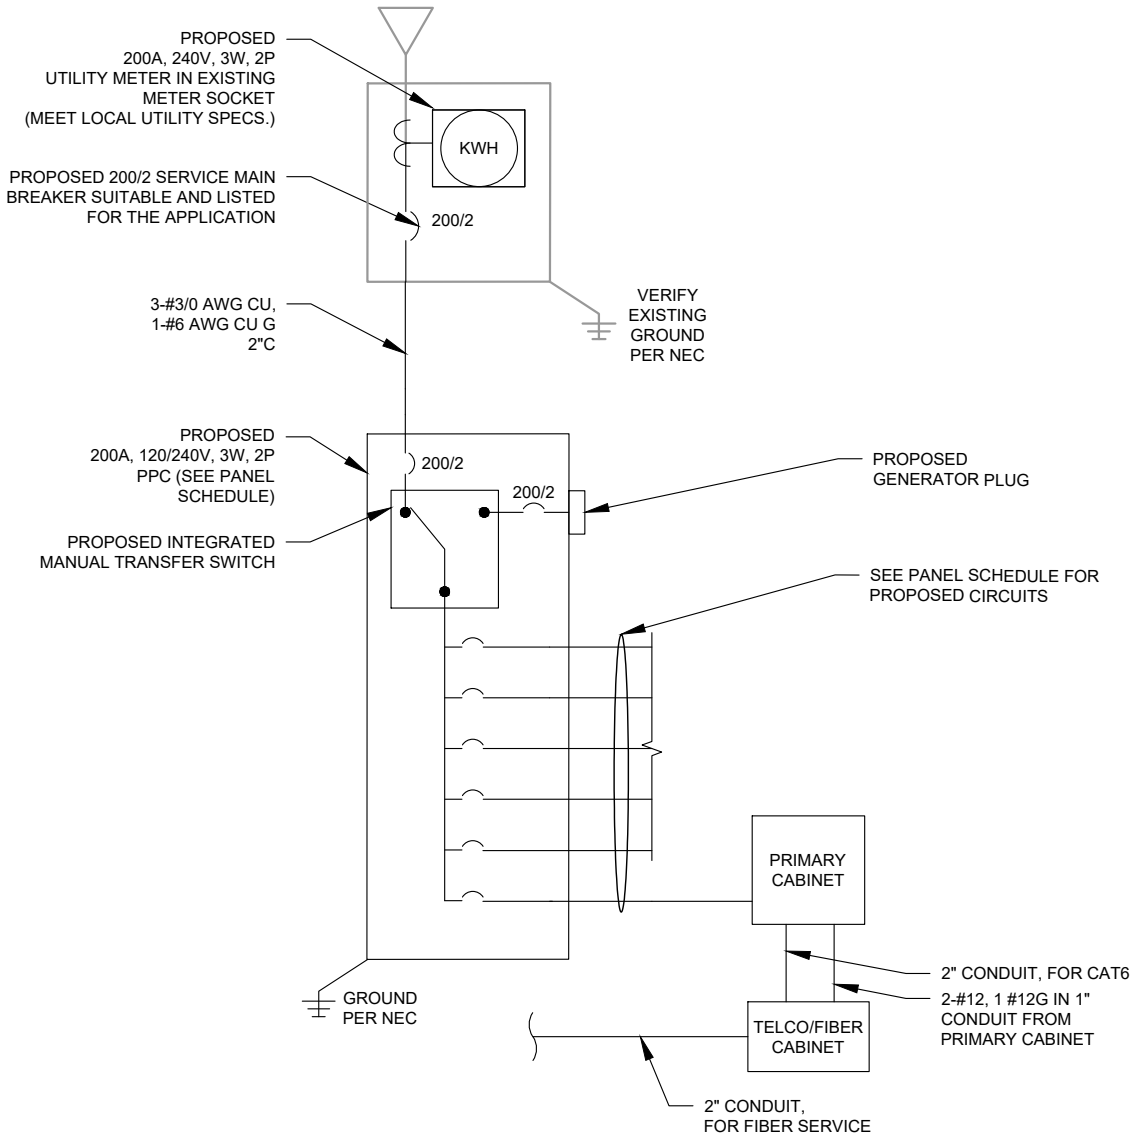 PROPOSED
200A, 240V, 3W, 2P
UTILITY METER IN EXISTING
METER SOCKET
(MEET LOCAL UTILITY SPECS.)
KWH
PROPOSED 200/2 SERVICE MAIN
BREAKER SUITABLE AND LISTED
FOR THE APPLICATION
200/2
3-#3/0 AWG CU,
1-#6 AWG CU G
2"C
VERIFY
EXISTING
GROUND
PER NEC
PROPOSED
200A, 120/240V, 3W, 2P
PPC (SEE PANEL
SCHEDULE)
200/2
200/2
PROPOSED
GENERATOR PLUG
PROPOSED INTEGRATED
MANUAL TRANSFER SWITCH
SEE PANEL SCHEDULE FOR
PROPOSED CIRCUITS
PRIMARY
CABINET
2" CONDUIT, FOR CAT6
2-#12, 1 #12G IN 1"
CONDUIT FROM
PRIMARY CABINET
GROUND
PER NEC
TELCO/FIBER
CABINET
2" CONDUIT,
FOR FIBER SERVICE